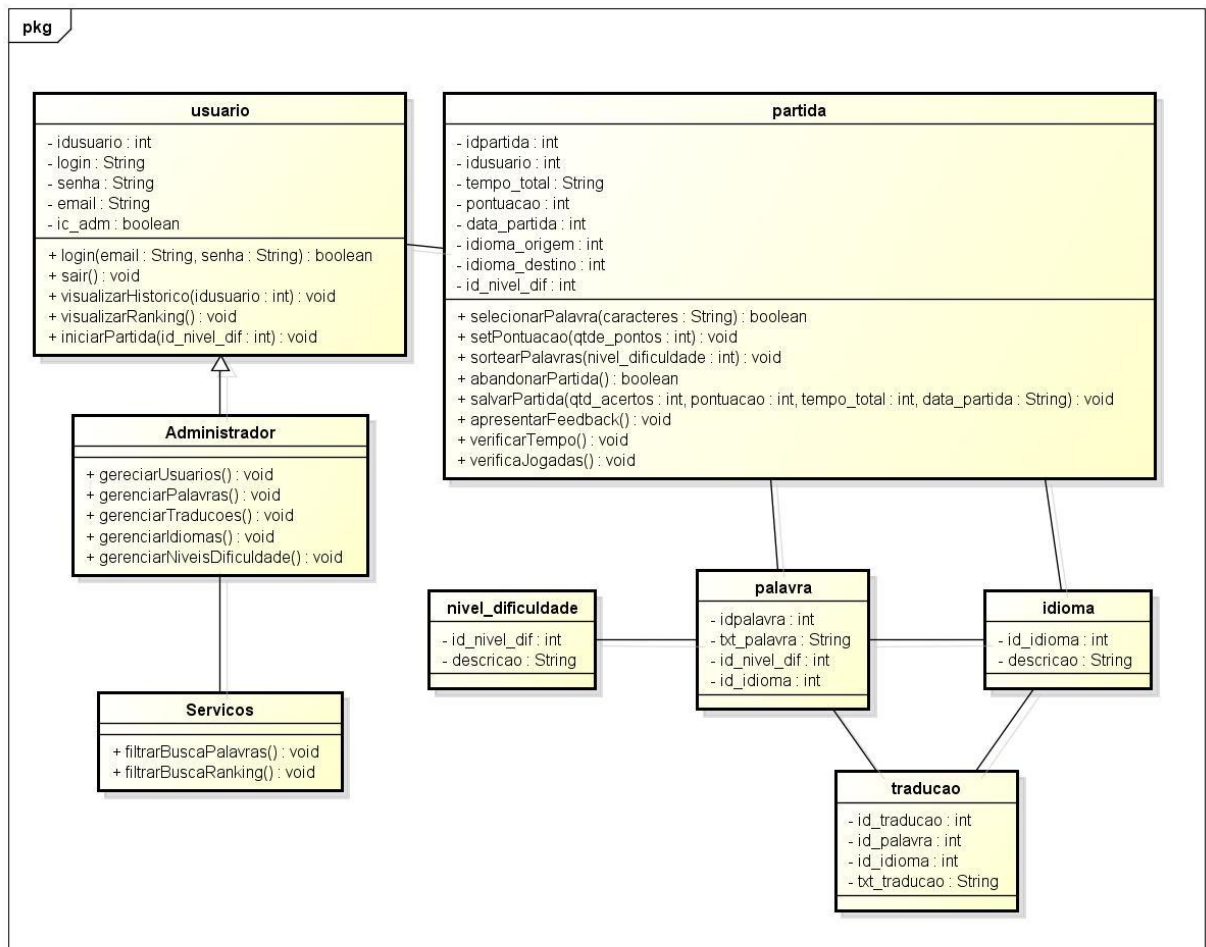 pkg
usuario
- idusuario : int
- login : String
- senha : String
- email : String
- ic_adm : boolean
+ login(email : String, senha : String) : boolean
+ sair() : void
+ visualizarHistorico(idusuario : int) : void
+ visualizarRanking() : void
+ iniciarPartida(id_nivel_dif : int) : void
partida
- idpartida : int
- idusuario : int
- tempo_total : String
- pontuacao : int
- data_partida : int
- idioma_origem : int
- idioma_destino : int
- id_nivel_dif : int
+ selecionarPalavra(caracteres : String) : boolean
+ setPontuacao(qtde_pontos : int) : void
+ sortearPalavras(nivel_dificuldade : int) : void
+ abandonarPartida() : boolean
+ salvarPartida(qtd_acertos : int, pontuacao : int, tempo_total : int, data_partida : String) : void
+ apresentarFeedback() : void
+ verificarTempo() : void
+ verificaJogadas() : void
Administrador
+ gereciarUsuarios() : void
+ gerenciarPalavras() : void
+ gerenciarTraducoes() : void
+ gerenciarIdiomas() : void
+ gerenciarNiveisDificuldade() : void
Servicos
+ filtrarBuscaPalavras() : void
+ filtrarBuscaRanking() : void
nivel_dificuldade
- id_nivel_dif : int
- descricao : String
palavra
- idpalavra : int
- txt_palavra : String
- id_nivel_dif : int
- id_idioma : int
idioma
- id_idioma : int
- descricao : String
traducao
- id_traducao : int
- id_palavra : int
- id_idioma : int
- txt_traducao : String